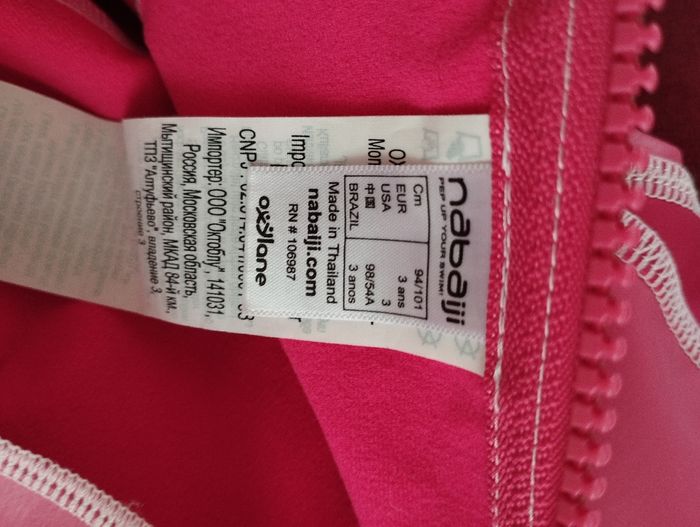 nabaiji
PEP UP YOUR SWIM!
Cm 94/101
EUR 3 ans
USA 3
中国 98/54A
BRAZIL 3 anos
Made in Thailand
nabaiji.com
RN # 106987
oxylane
Импортер: ООО "Октоблу", 141031,
Россия, Московская область,
Мытищинский район, МКАД 84-й км.,
ТПЗ "Алтуфьево", владение 3,
строение 3